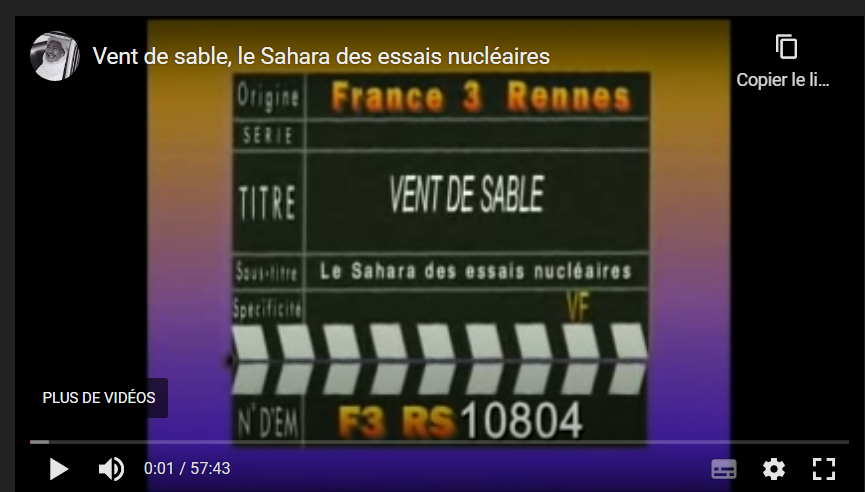 Vent de sable, le Sahara des essais nucléaires
Copier le li...
Origine France 3 Rennes
SERIE
TITRE VENT DE SABLE
Sous-titre Le Sahara des essais nucléaires
Spécificité VF
PLUS DE VIDÉOS
N° D'EM F3 RS 10804
0:01 / 57:43